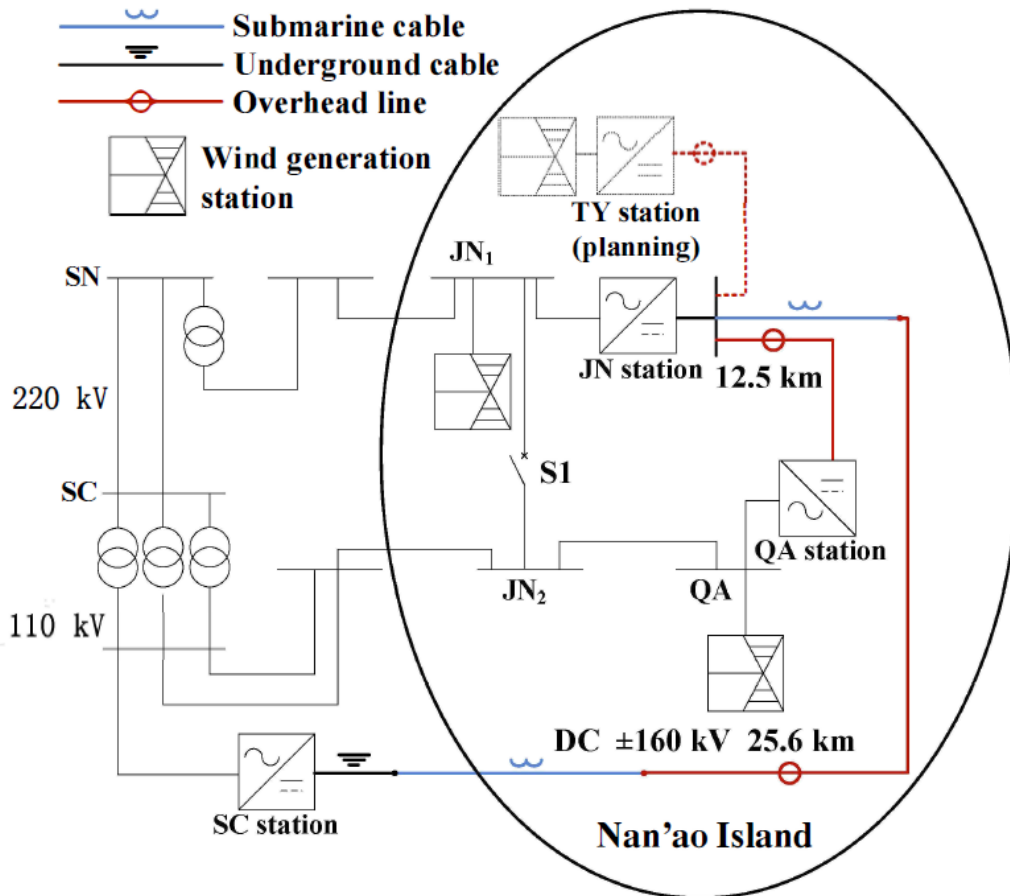 Submarine cable
Underground cable
Overhead line
Wind generation
station
TY station
(planning)
SN
JN₁
JN station
12.5 km
220 kV
S1
SC
QA station
JN₂
QA
110 kV
DC ±160 kV 25.6 km
SC station
Nan'ao Island